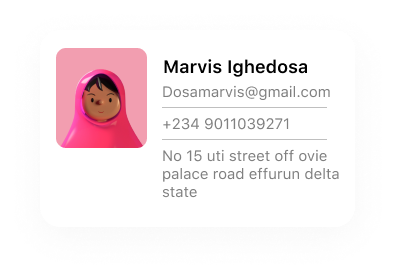 Marvis Ighedosa
Dosamarvis@gmail.com
+234 9011039271
No 15 uti street off ovie
palace road effurun delta
state